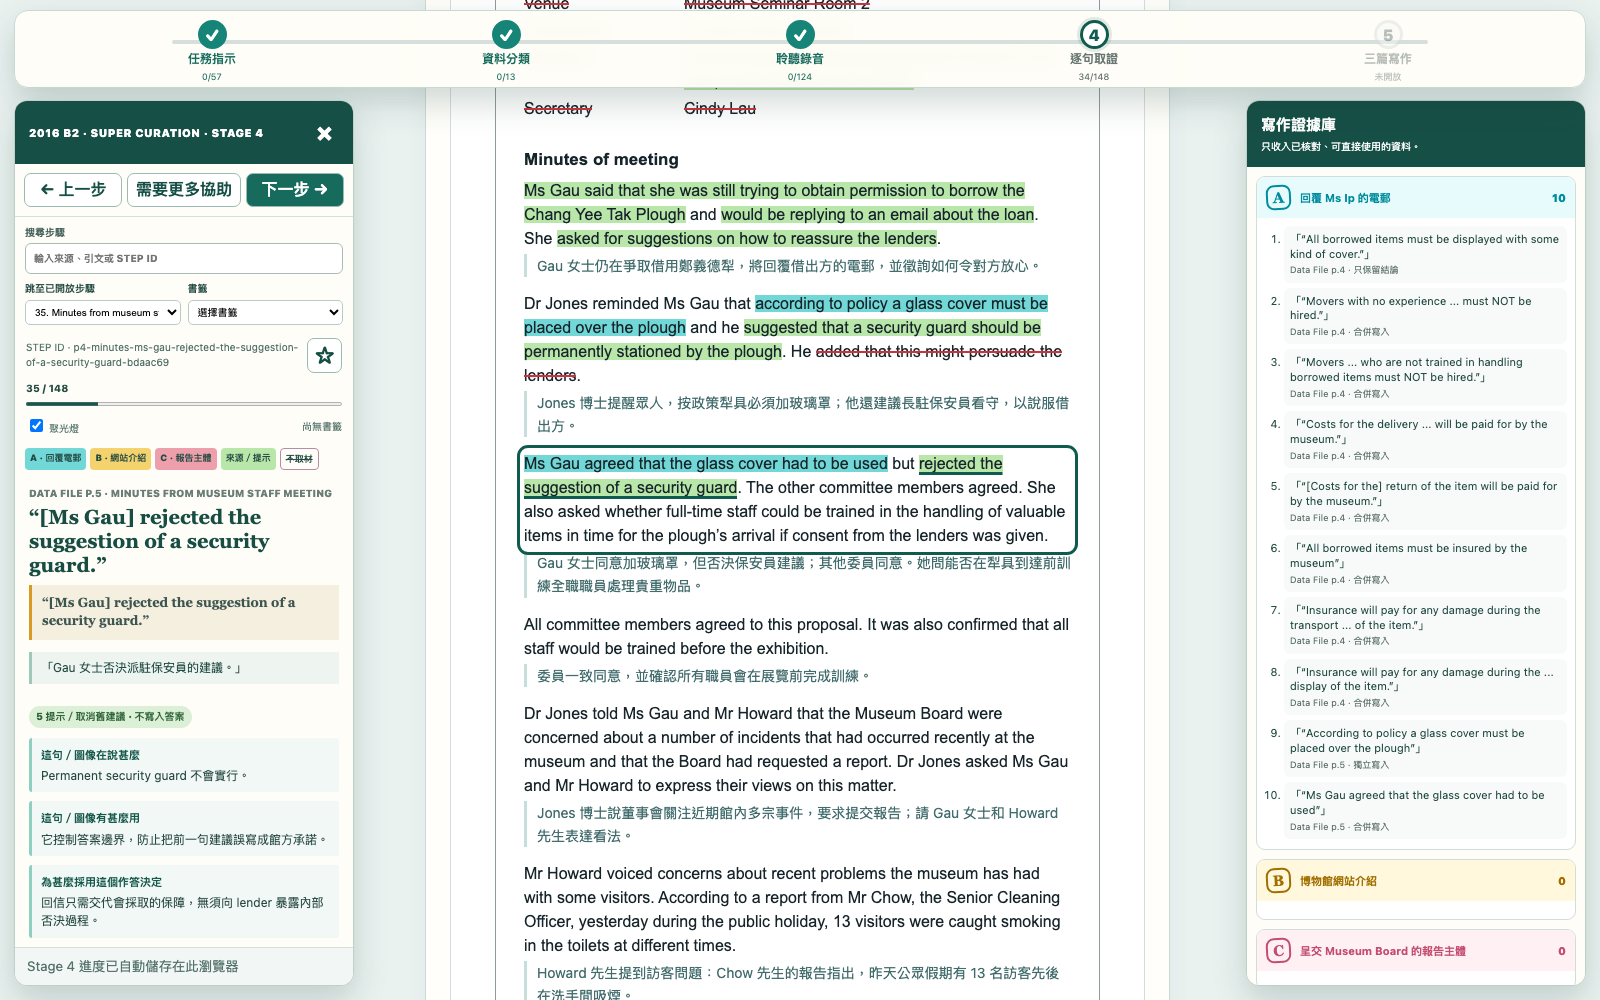 Venue Museum Seminar Room 2
任務指示
0/57
資料分類
0/13
聆聽錄音
0/124
4
逐句取證
34/148
5
三篇寫作
未開放
2016 B2 · SUPER CURATION · STAGE 4
← 上一步
需要更多協助
下一步 →
搜尋步驟
輸入來源、引文或 STEP ID
跳至已開放步驟
書籤
35. Minutes from museum s
選擇書籤
STEP ID · p4-minutes-ms-gau-rejected-the-suggestion-
of-a-security-guard-bdaac69
35 / 148
聚光燈
尚無書籤
A · 回覆電郵
B · 網站介紹
C · 報告主體
來源 / 提示
不取材
DATA FILE P.5 · MINUTES FROM MUSEUM STAFF MEETING
“[Ms Gau] rejected the
suggestion of a security
guard.”
“[Ms Gau] rejected the suggestion of a
security guard.”
「Gau 女士否決派駐保安員的建議。」
5 提示 / 取消舊建議 · 不寫入答案
這句 / 圖像在說甚麼
Permanent security guard 不會實行。
這句 / 圖像有甚麼用
它控制答案邊界，防止把前一句建議誤寫成館方承諾。
為甚麼採用這個作答決定
回信只需交代會採取的保障，無須向 lender 暴露內部
否決過程。
Stage 4 進度已自動儲存在此瀏覽器
Secretary Cindy Lau
Minutes of meeting
Ms Gau said that she was still trying to obtain permission to borrow the
Chang Yee Tak Plough and would be replying to an email about the loan.
She asked for suggestions on how to reassure the lenders.
Gau 女士仍在爭取借用鄭義德犁，將回覆借出方的電郵，並徵詢如何令對方放心。
Dr Jones reminded Ms Gau that according to policy a glass cover must be
placed over the plough and he suggested that a security guard should be
permanently stationed by the plough. He added that this might persuade the
lenders.
Jones 博士提醒眾人，按政策犁具必須加玻璃罩；他還建議長駐保安員看守，以說服借
出方。
Ms Gau agreed that the glass cover had to be used but rejected the
suggestion of a security guard. The other committee members agreed. She
also asked whether full-time staff could be trained in the handling of valuable
items in time for the plough's arrival if consent from the lenders was given.
Gau 女士同意加玻璃罩，但否決保安員建議；其他委員同意。她問能否在犁具到達前訓
練全職職員處理貴重物品。
All committee members agreed to this proposal. It was also confirmed that all
staff would be trained before the exhibition.
委員一致同意，並確認所有職員會在展覽前完成訓練。
Dr Jones told Ms Gau and Mr Howard that the Museum Board were
concerned about a number of incidents that had occurred recently at the
museum and that the Board had requested a report. Dr Jones asked Ms Gau
and Mr Howard to express their views on this matter.
Jones 博士說董事會關注近期館內多宗事件，要求提交報告；請 Gau 女士和 Howard
先生表達看法。
Mr Howard voiced concerns about recent problems the museum has had
with some visitors. According to a report from Mr Chow, the Senior Cleaning
Officer, yesterday during the public holiday, 13 visitors were caught smoking
in the toilets at different times.
Howard 先生提到訪客問題：Chow 先生的報告指出，昨天公眾假期有 13 名訪客先後
在洗手間吸煙。
寫作證據庫
只收入已核對、可直接使用的資料。
A 回覆 Ms Ip 的電郵 10
1. 「“All borrowed items must be displayed with some
kind of cover.”」
Data File p.4 · 只保留結論
2. 「“Movers with no experience ... must NOT be
hired.”」
Data File p.4 · 合併寫入
3. 「“Movers ... who are not trained in handling
borrowed items must NOT be hired.”」
Data File p.4 · 合併寫入
4. 「“Costs for the delivery ... will be paid for by the
museum.”」
Data File p.4 · 合併寫入
5. 「“[Costs for the] return of the item will be paid for
by the museum.”」
Data File p.4 · 合併寫入
6. 「“All borrowed items must be insured by the
museum”」
Data File p.4 · 合併寫入
7. 「“Insurance will pay for any damage during the
transport ... of the item.”」
Data File p.4 · 合併寫入
8. 「“Insurance will pay for any damage during the ...
display of the item.”」
Data File p.4 · 合併寫入
9. 「“According to policy a glass cover must be
placed over the plough”」
Data File p.5 · 獨立寫入
10. 「“Ms Gau agreed that the glass cover had to be
used”」
Data File p.5 · 合併寫入
B 博物館網站介紹 0
C 呈交 Museum Board 的報告主體 0